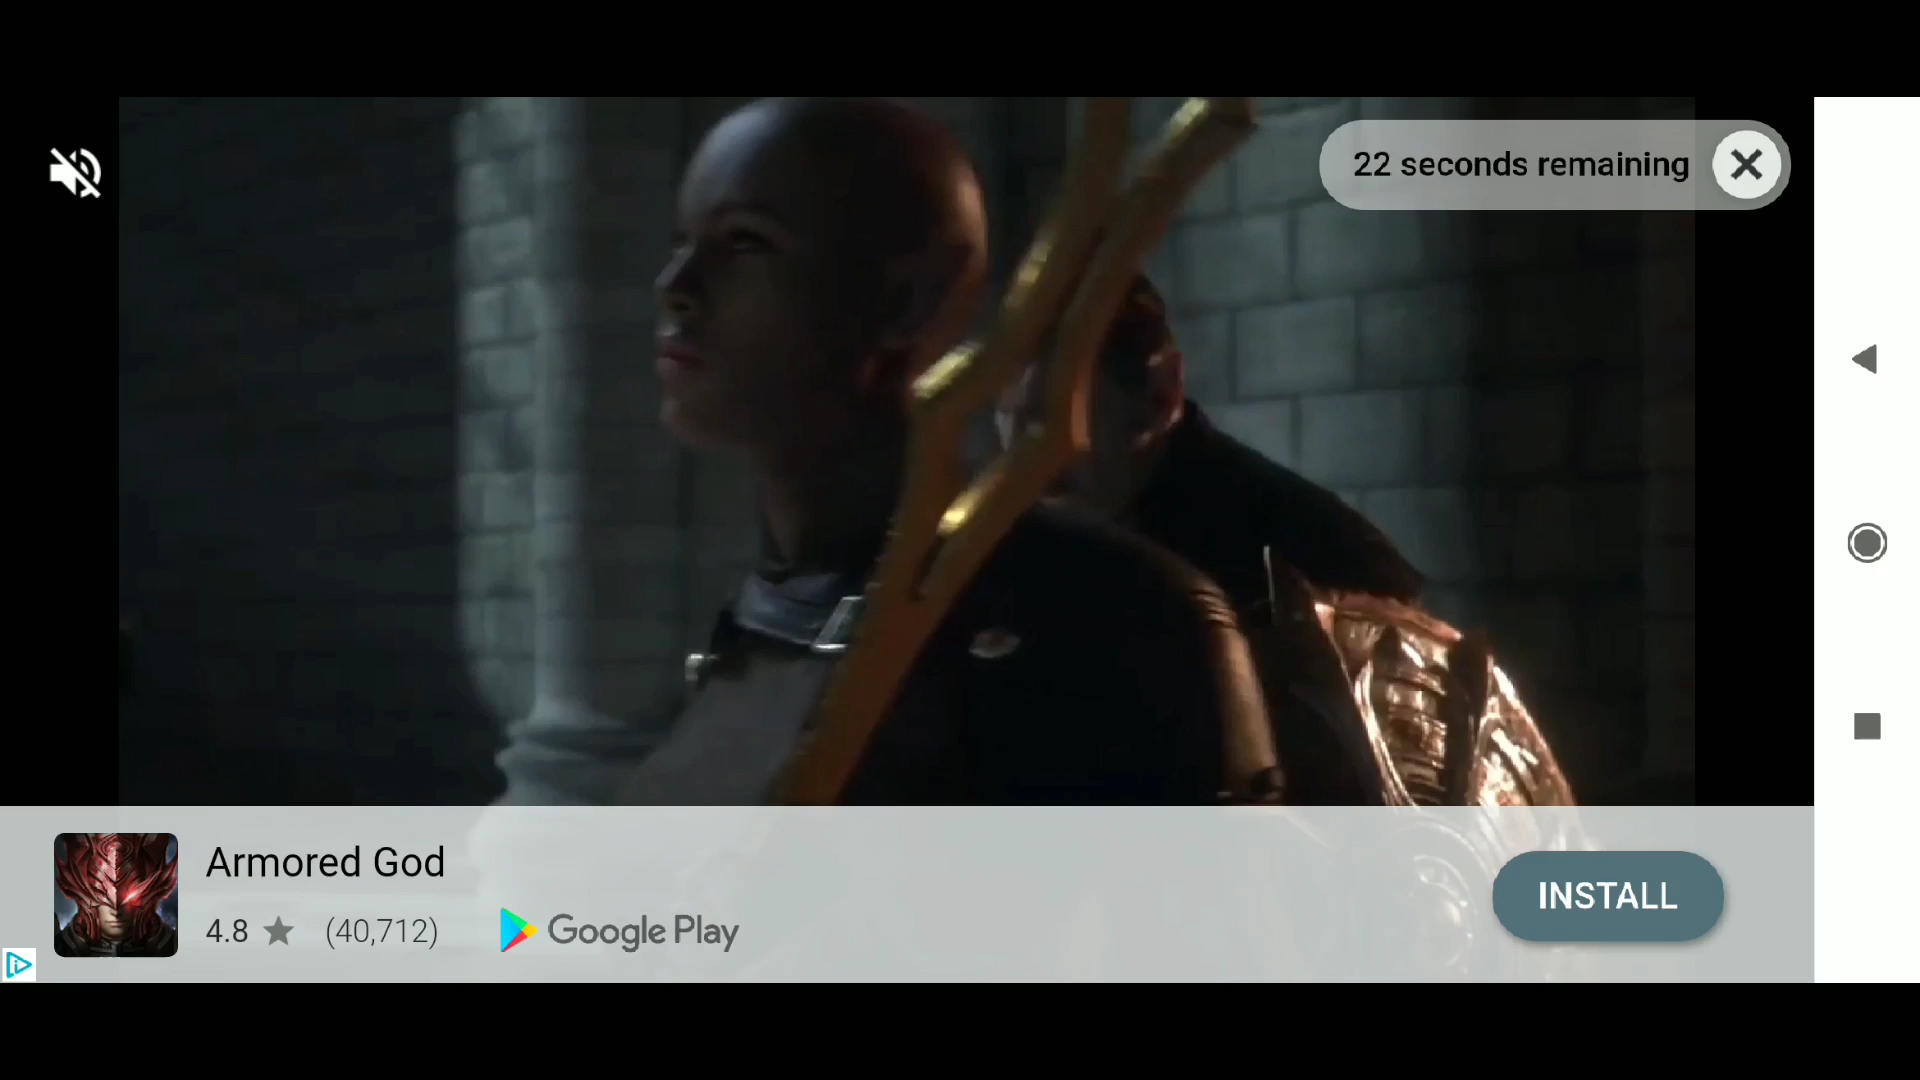 22 seconds remaining
Armored God
4.8 ★ (40,712) Google Play
INSTALL